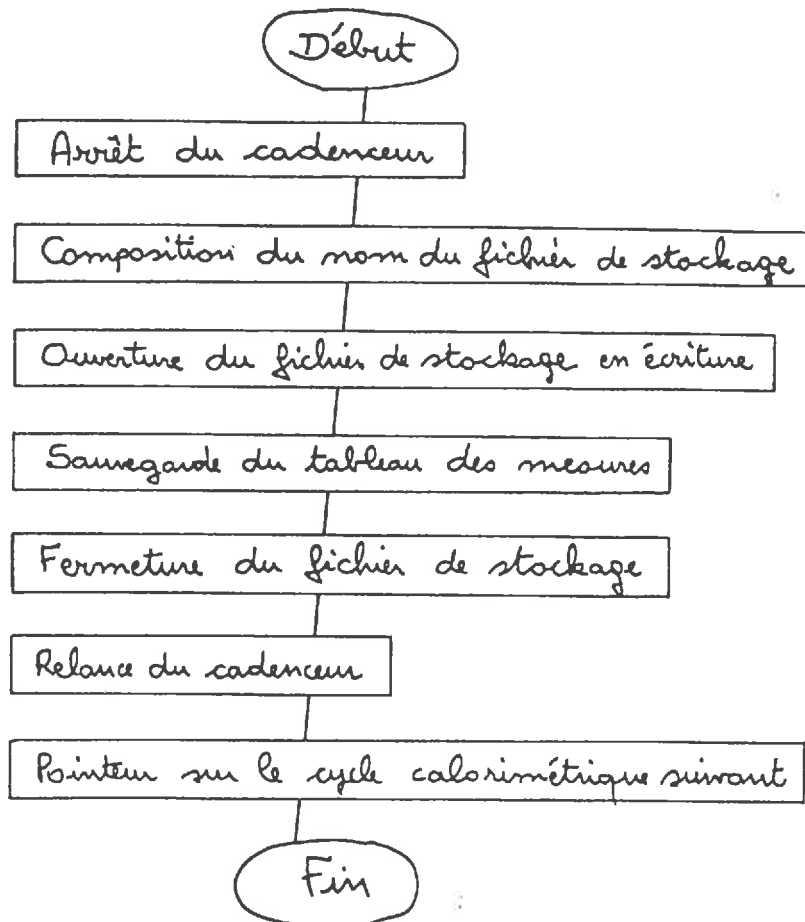 Début
Arrêt du cadenceur
Composition du nom du fichier de stockage
Ouverture du fichier de stockage en écriture
Sauvegarde du tableau des mesures
Fermeture du fichier de stockage
Relance du cadenceur
Pointeur sur le cycle calorimétrique suivant
Fin